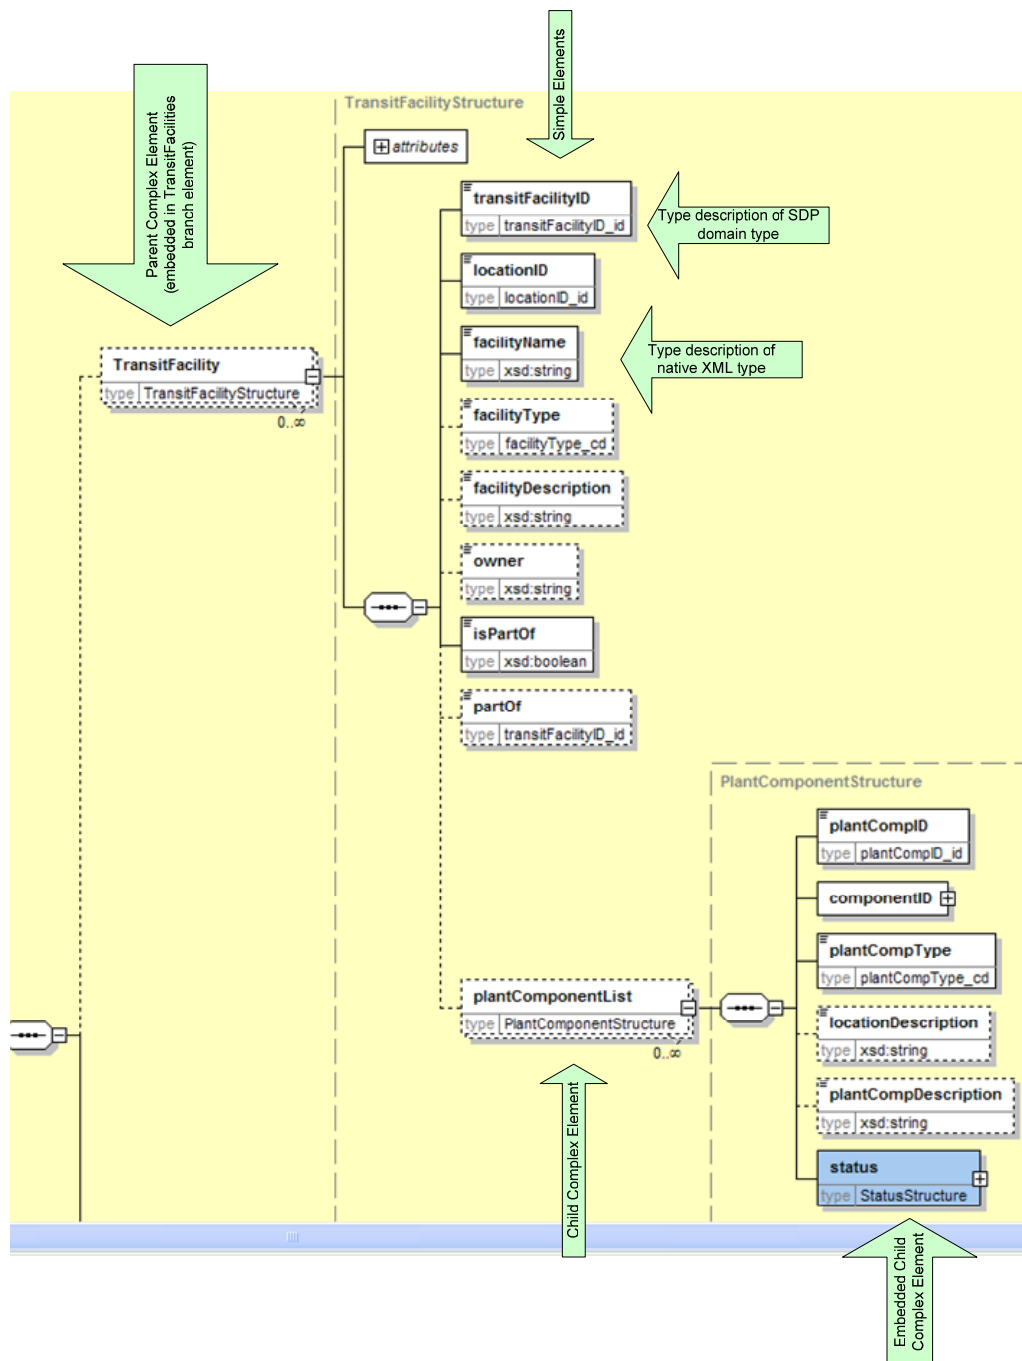 Simple Elements
Parent Complex Element
(embedded in TransitFacilities
branch element)
TransitFacilityStructure
attributes
transitFacilityID
type transitFacilityID_id
Type description of SDP
domain type
locationID
type locationID_id
facilityName
type xsd:string
Type description of
native XML type
TransitFacility
type TransitFacilityStructure
0..∞
facilityType
type facilityType_cd
facilityDescription
type xsd:string
owner
type xsd:string
isPartOf
type xsd:boolean
partOf
type transitFacilityID_id
PlantComponentStructure
plantCompID
type plantCompID_id
componentID
plantCompType
type plantCompType_cd
plantComponentList
type PlantComponentStructure
0..∞
locationDescription
type xsd:string
plantCompDescription
type xsd:string
status
type StatusStructure
Child Complex Element
Embedded Child
Complex Element